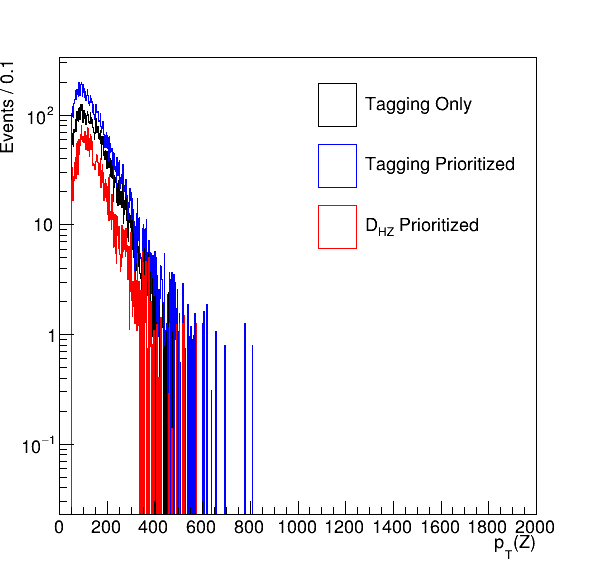 Events / 0.1
10²
10
1
10⁻¹
Tagging Only
Tagging Prioritized
D_HZ Prioritized
0 200 400 600 800 1000 1200 1400 1600 1800 2000
p_T(Z)